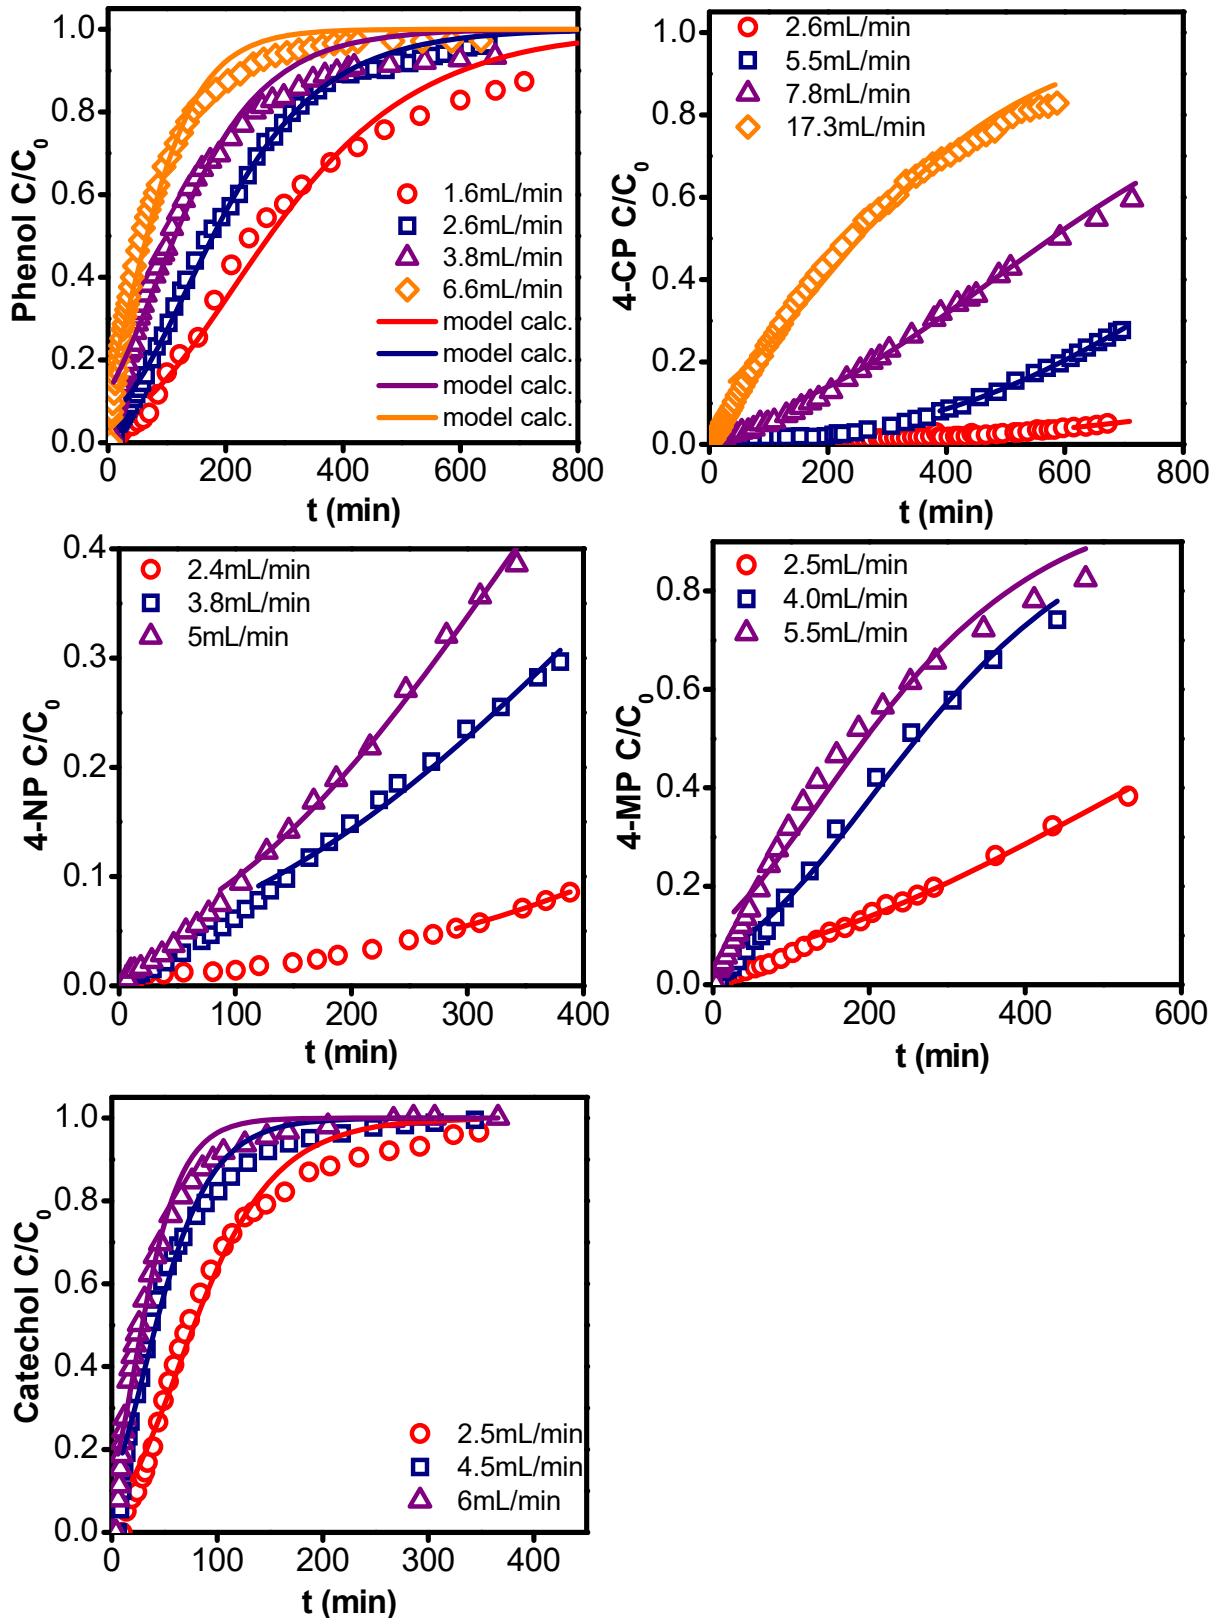 Phenol C/C0
1.0
0.8
0.6
0.4
0.2
0.0
0
200
400
600
800
t (min)
1.6mL/min
2.6mL/min
3.8mL/min
6.6mL/min
model calc.
model calc.
model calc.
model calc.
4-CP C/C0
1.0
0.8
0.6
0.4
0.2
0.0
0
200
400
600
800
t (min)
2.6mL/min
5.5mL/min
7.8mL/min
17.3mL/min
4-NP C/C0
0.4
0.3
0.2
0.1
0.0
0
100
200
300
400
t (min)
2.4mL/min
3.8mL/min
5mL/min
4-MP C/C0
0.8
0.6
0.4
0.2
0.0
0
200
400
600
t (min)
2.5mL/min
4.0mL/min
5.5mL/min
Catechol C/C0
1.0
0.8
0.6
0.4
0.2
0.0
0
100
200
300
400
t (min)
2.5mL/min
4.5mL/min
6mL/min